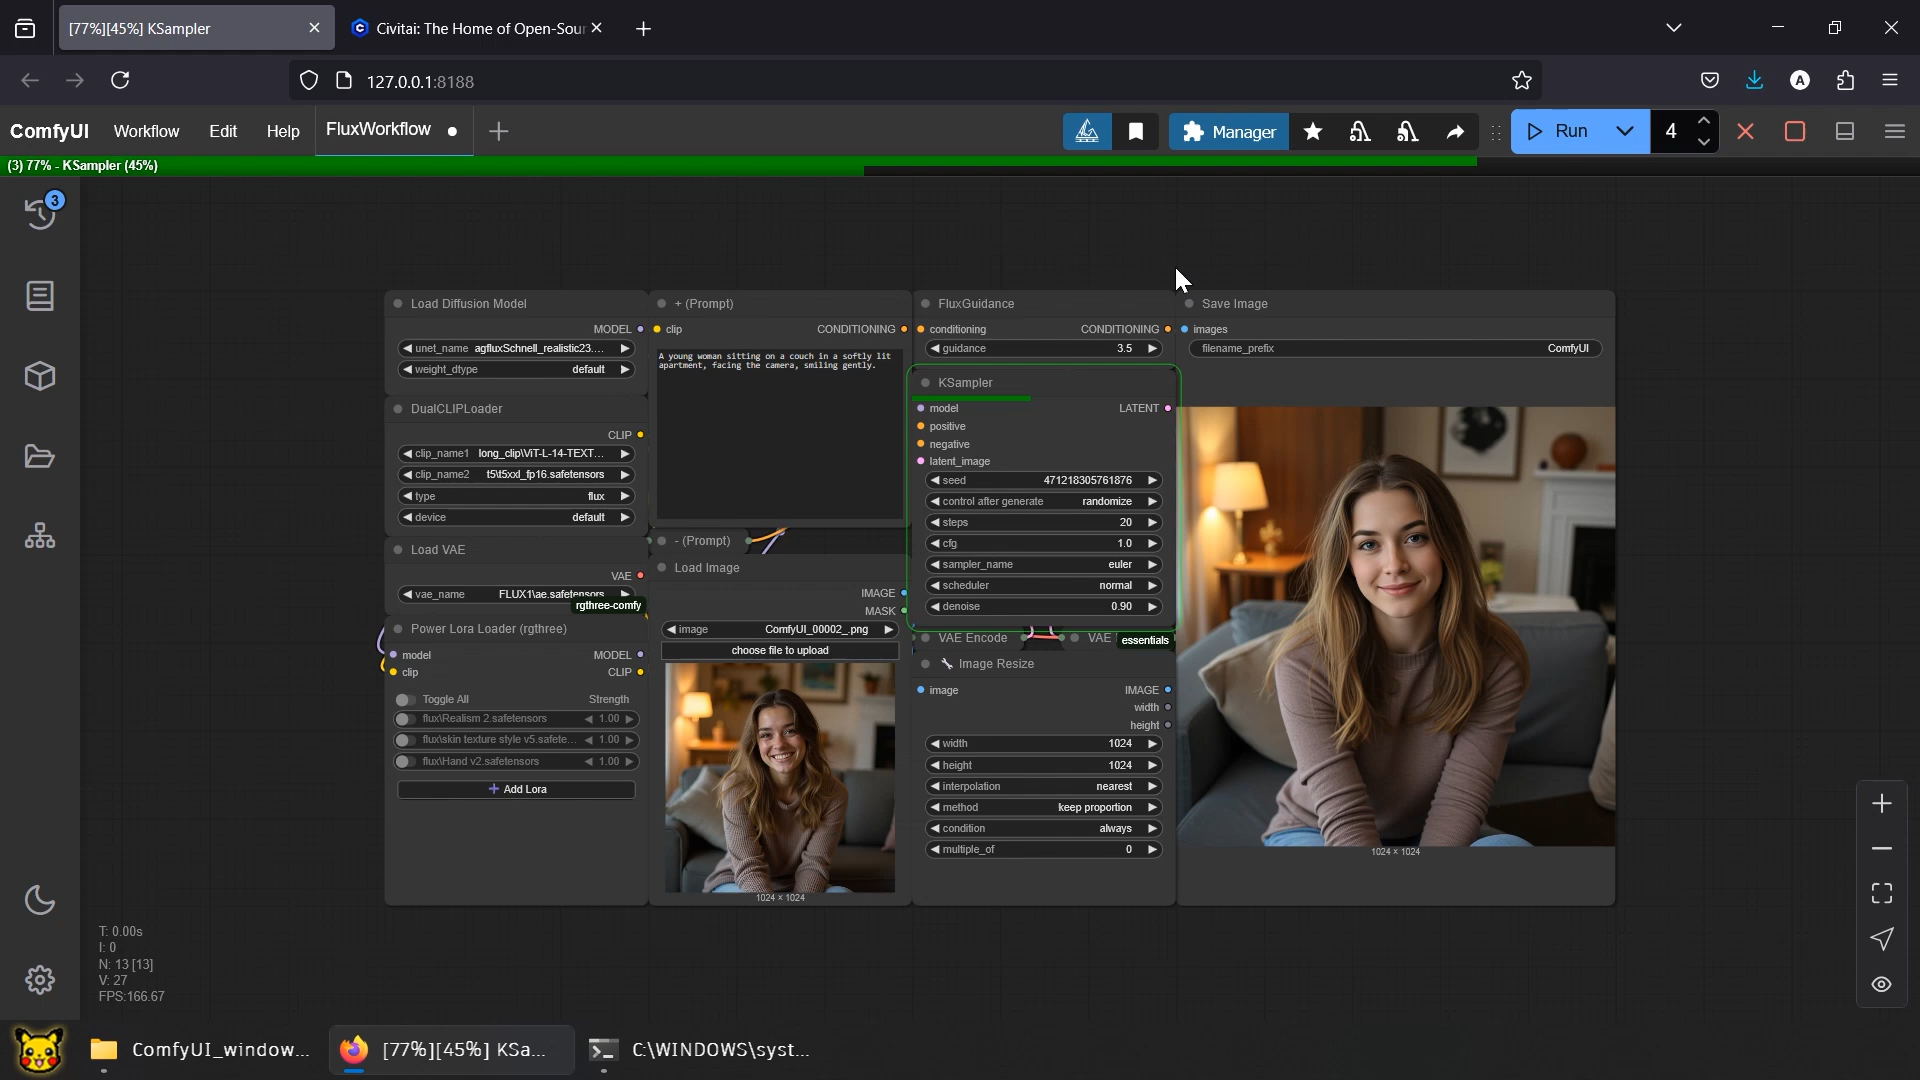 [77%][45%] KSampler
Civitai: The Home of Open-Sour
127.0.0.1:8188
ComfyUI
Workflow
Edit
Help
FluxWorkflow
Manager
Run
4
(3) 77% - KSampler (45%)
3
Load Diffusion Model
MODEL
unet_name agfluxSchnell_realistic23....
weight_dtype default
DualCLIPLoader
CLIP
clip_name1 long_clip\ViT-L-14-TEXT...
clip_name2 t5\t5xxl_fp16.safetensors
type flux
device default
Load VAE
VAE
vae_name FLUX1\ae.safetensors
rgthree-comfy
Power Lora Loader (rgthree)
model MODEL
clip CLIP
Toggle All Strength
flux\Realism 2.safetensors 1.00
flux\skin texture style v5.safete... 1.00
flux\Hand v2.safetensors 1.00
+ Add Lora
+ (Prompt)
clip CONDITIONING
A young woman sitting on a couch in a softly lit
apartment, facing the camera, smiling gently.
- (Prompt)
Load Image
IMAGE
MASK
image ComfyUI_00002_.png
choose file to upload
1024 × 1024
FluxGuidance
conditioning CONDITIONING
guidance 3.5
KSampler
model LATENT
positive
negative
latent_image
seed 471218305761876
control after generate randomize
steps 20
cfg 1.0
sampler_name euler
scheduler normal
denoise 0.90
VAE Encode
VAE
essentials
Image Resize
image IMAGE
width
height
width 1024
height 1024
interpolation nearest
method keep proportion
condition always
multiple_of 0
Save Image
images
filename_prefix ComfyUI
1024 × 1024
T: 0.00s
I: 0
N: 13 [13]
V: 27
FPS:166.67
ComfyUI_window...
[77%][45%] KSa...
C:\WINDOWS\syst...